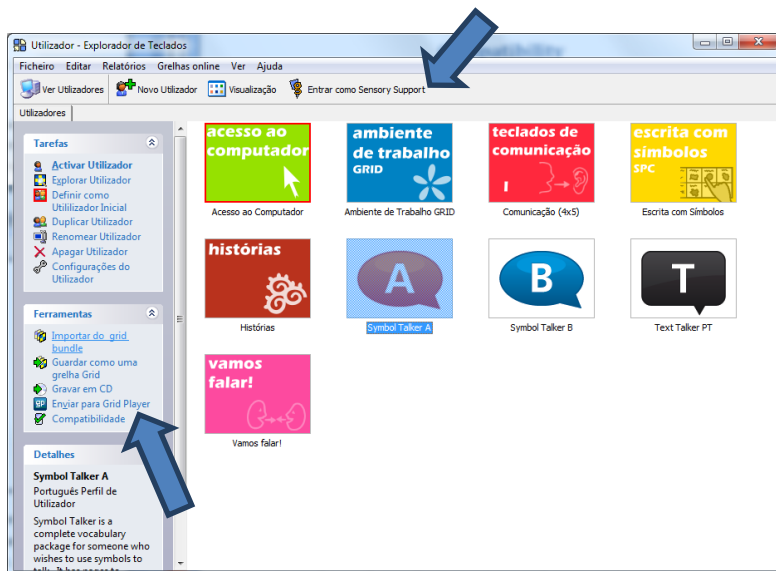 Utilizador - Explorador de Teclados
Ficheiro Editar Relatórios Grelhas online Ver Ajuda
Ver Utilizadores Novo Utilizador Visualização Entrar como Sensory Support
Utilizadores
Tarefas
Activar Utilizador
Explorar Utilizador
Definir como
Utililizador Inicial
Duplicar Utilizador
Renomear Utilizador
Apagar Utilizador
Configurações do
Utilizador
Ferramentas
Importar do grid
bundle
Guardar como uma
grelha Grid
Gravar em CD
Enviar para Grid Player
Compatibilidade
Detalhes
Symbol Talker A
Português Perfil de
Utilizador
Symbol Talker is a
complete vocabulary
package for someone who
wishes to use symbols to
acesso ao
computador
Acesso ao Computador
ambiente
de trabalho
GRID
Ambiente de Trabalho GRID
teclados de
comunicação
I
Comunicação (4x5)
escrita com
símbolos
SPC
Escrita com Símbolos
histórias
Histórias
A
Symbol Talker A
B
Symbol Talker B
T
Text Talker PT
vamos
falar!
Vamos falar!